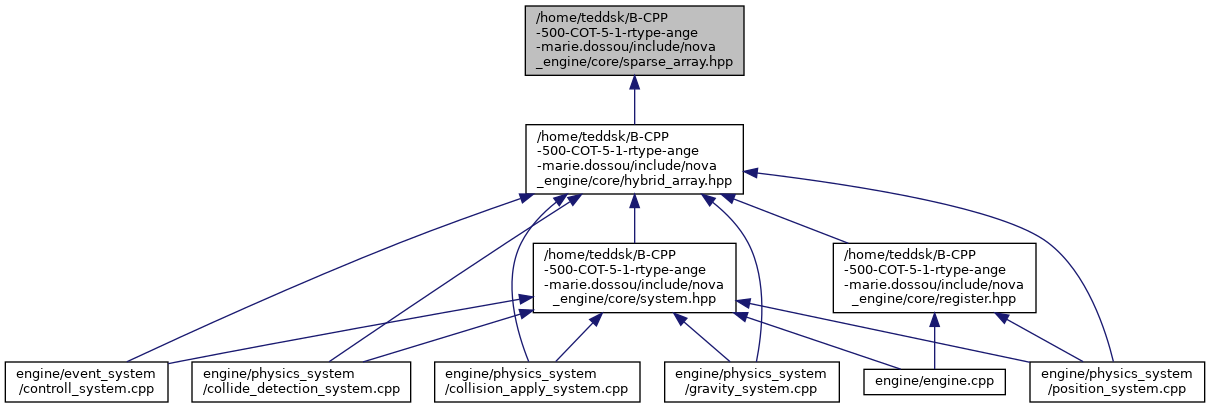 /home/teddsk/B-CPP
-500-COT-5-1-rtype-ange
-marie.dossou/include/nova
_engine/core/sparse_array.hpp
/home/teddsk/B-CPP
-500-COT-5-1-rtype-ange
-marie.dossou/include/nova
_engine/core/hybrid_array.hpp
/home/teddsk/B-CPP
-500-COT-5-1-rtype-ange
-marie.dossou/include/nova
_engine/core/system.hpp
/home/teddsk/B-CPP
-500-COT-5-1-rtype-ange
-marie.dossou/include/nova
_engine/core/register.hpp
engine/event_system
/controll_system.cpp
engine/physics_system
/collide_detection_system.cpp
engine/physics_system
/collision_apply_system.cpp
engine/physics_system
/gravity_system.cpp
engine/engine.cpp
engine/physics_system
/position_system.cpp